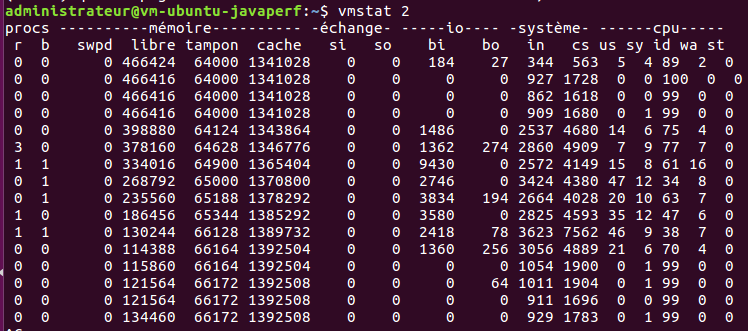 administrateur@vm-ubuntu-javaperf:~$ vmstat 2
procs ----------mémoire---------- -échange- -----io---- -système- ------cpu-----
 r  b    swpd  libre tampon  cache   si   so    bi    bo   in   cs us sy id wa st
 0  0      0 466424  64000 1341028    0    0   184    27  344  563  5  4 89  2  0
 0  0      0 466416  64000 1341028    0    0     0     0  927 1728  0  0 100  0  0
 0  0      0 466416  64000 1341028    0    0     0     0  862 1618  0  0 99  0  0
 0  0      0 466416  64000 1341028    0    0     0     0  909 1680  0  1 99  0  0
 0  0      0 398880  64124 1343864    0    0  1486     0 2537 4680 14  6 75  4  0
 3  0      0 378160  64628 1346776    0    0  1362   274 2860 4909  7  9 77  7  0
 1  1      0 334016  64900 1365404    0    0  9430     0 2572 4149 15  8 61 16  0
 0  1      0 268792  65000 1370800    0    0  2746     0 3424 4380 47 12 34  8  0
 0  0      0 235560  65188 1378292    0    0  3834   194 2664 4028 20 10 63  7  0
 1  0      0 186456  65344 1385292    0    0  3580     0 2825 4593 35 12 47  6  0
 1  1      0 130244  66128 1389732    0    0  2418    78 3623 7562 46  9 38  7  0
 0  0      0 114388  66164 1392504    0    0  1360   256 3056 4889 21  6 70  4  0
 0  0      0 115860  66164 1392504    0    0     0     0 1054 1900  0  1 99  0  0
 0  0      0 121564  66172 1392508    0    0     0    64 1011 1904  0  1 99  0  0
 0  0      0 121564  66172 1392508    0    0     0     0  911 1696  0  0 99  0  0
 0  0      0 134460  66172 1392508    0    0     0     0  929 1783  0  1 99  0  0